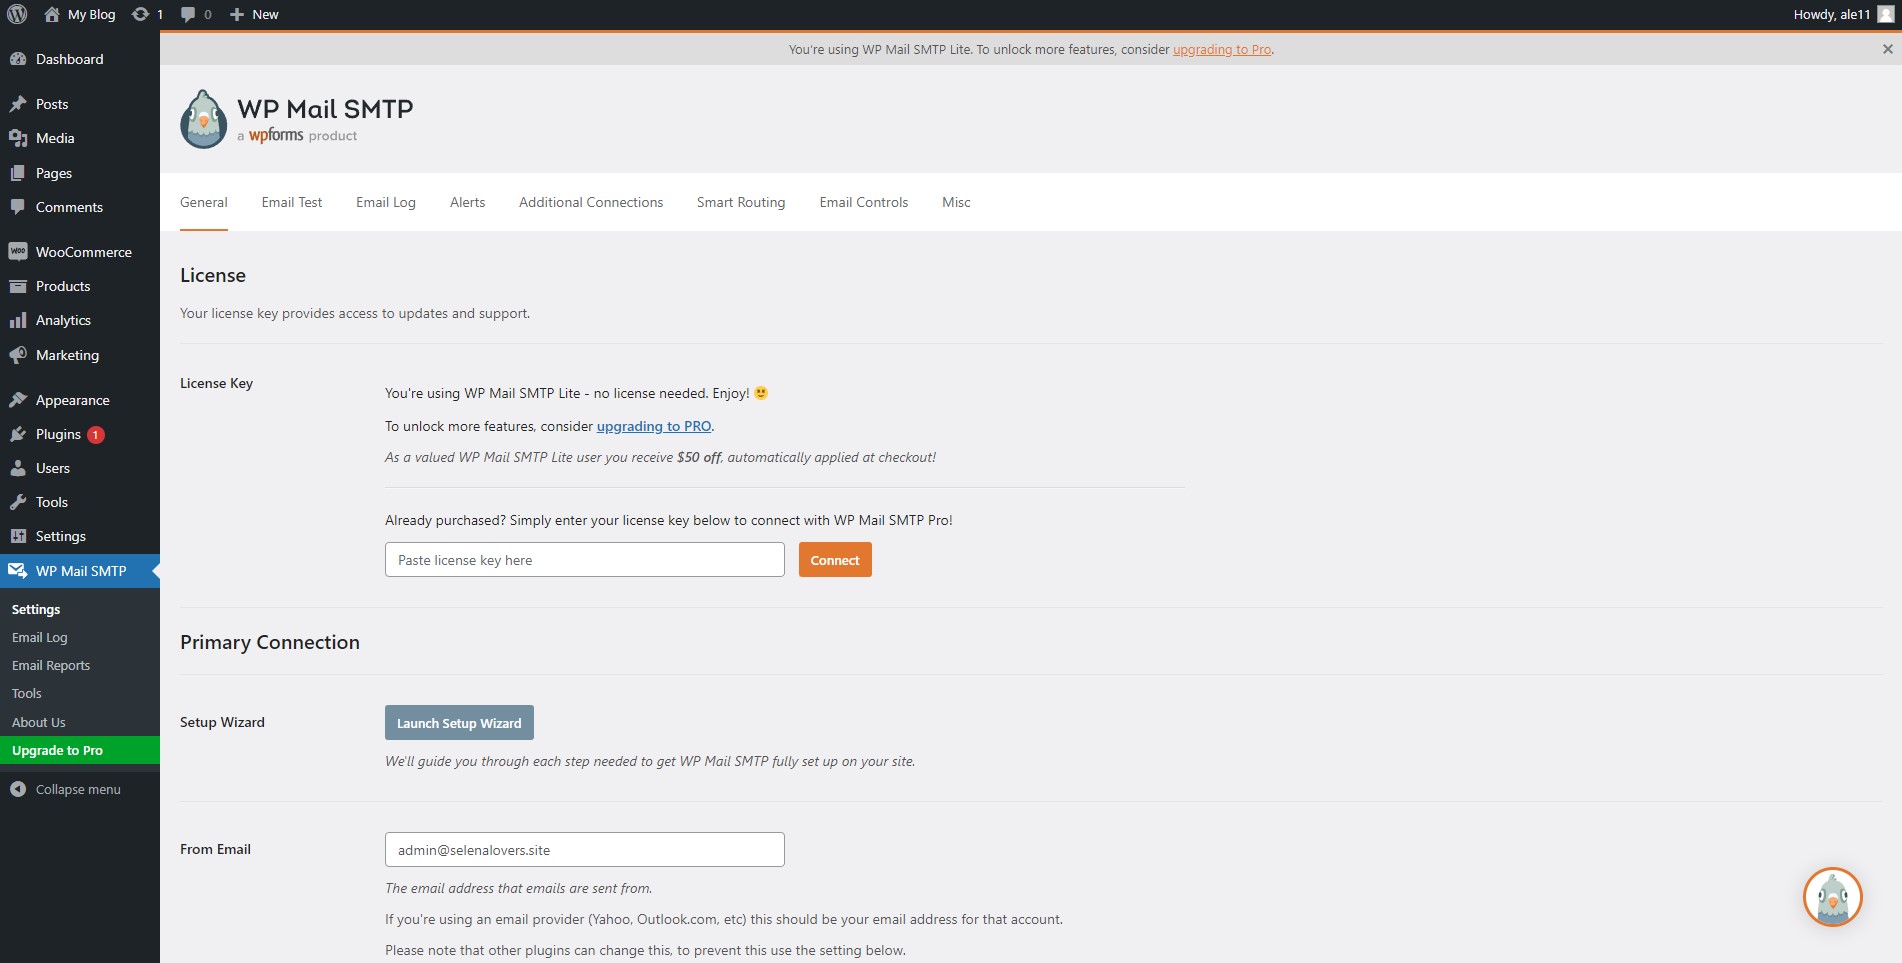 My Blog
1
0
New
Howdy, ale11
Dashboard
Posts
Media
Pages
Comments
WooCommerce
Products
Analytics
Marketing
Appearance
Plugins 1
Users
Tools
Settings
WP Mail SMTP
Settings
Email Log
Email Reports
Tools
About Us
Upgrade to Pro
Collapse menu
You're using WP Mail SMTP Lite. To unlock more features, consider upgrading to Pro.
WP Mail SMTP
a wpforms product
General
Email Test
Email Log
Alerts
Additional Connections
Smart Routing
Email Controls
Misc
License
Your license key provides access to updates and support.
License Key
You're using WP Mail SMTP Lite - no license needed. Enjoy! 🙂
To unlock more features, consider upgrading to PRO.
As a valued WP Mail SMTP Lite user you receive $50 off, automatically applied at checkout!
Already purchased? Simply enter your license key below to connect with WP Mail SMTP Pro!
Paste license key here
Connect
Primary Connection
Setup Wizard
Launch Setup Wizard
We'll guide you through each step needed to get WP Mail SMTP fully set up on your site.
From Email
admin@selenalovers.site
The email address that emails are sent from.
If you're using an email provider (Yahoo, Outlook.com, etc) this should be your email address for that account.
Please note that other plugins can change this, to prevent this use the setting below.